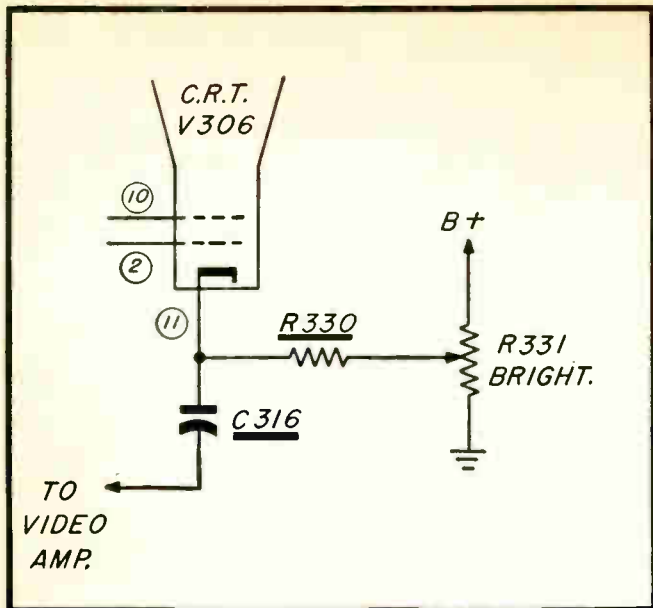 C.R.T.
V306
10
2
11
B+
R330
R331
BRIGHT.
C316
TO
VIDEO
AMP.